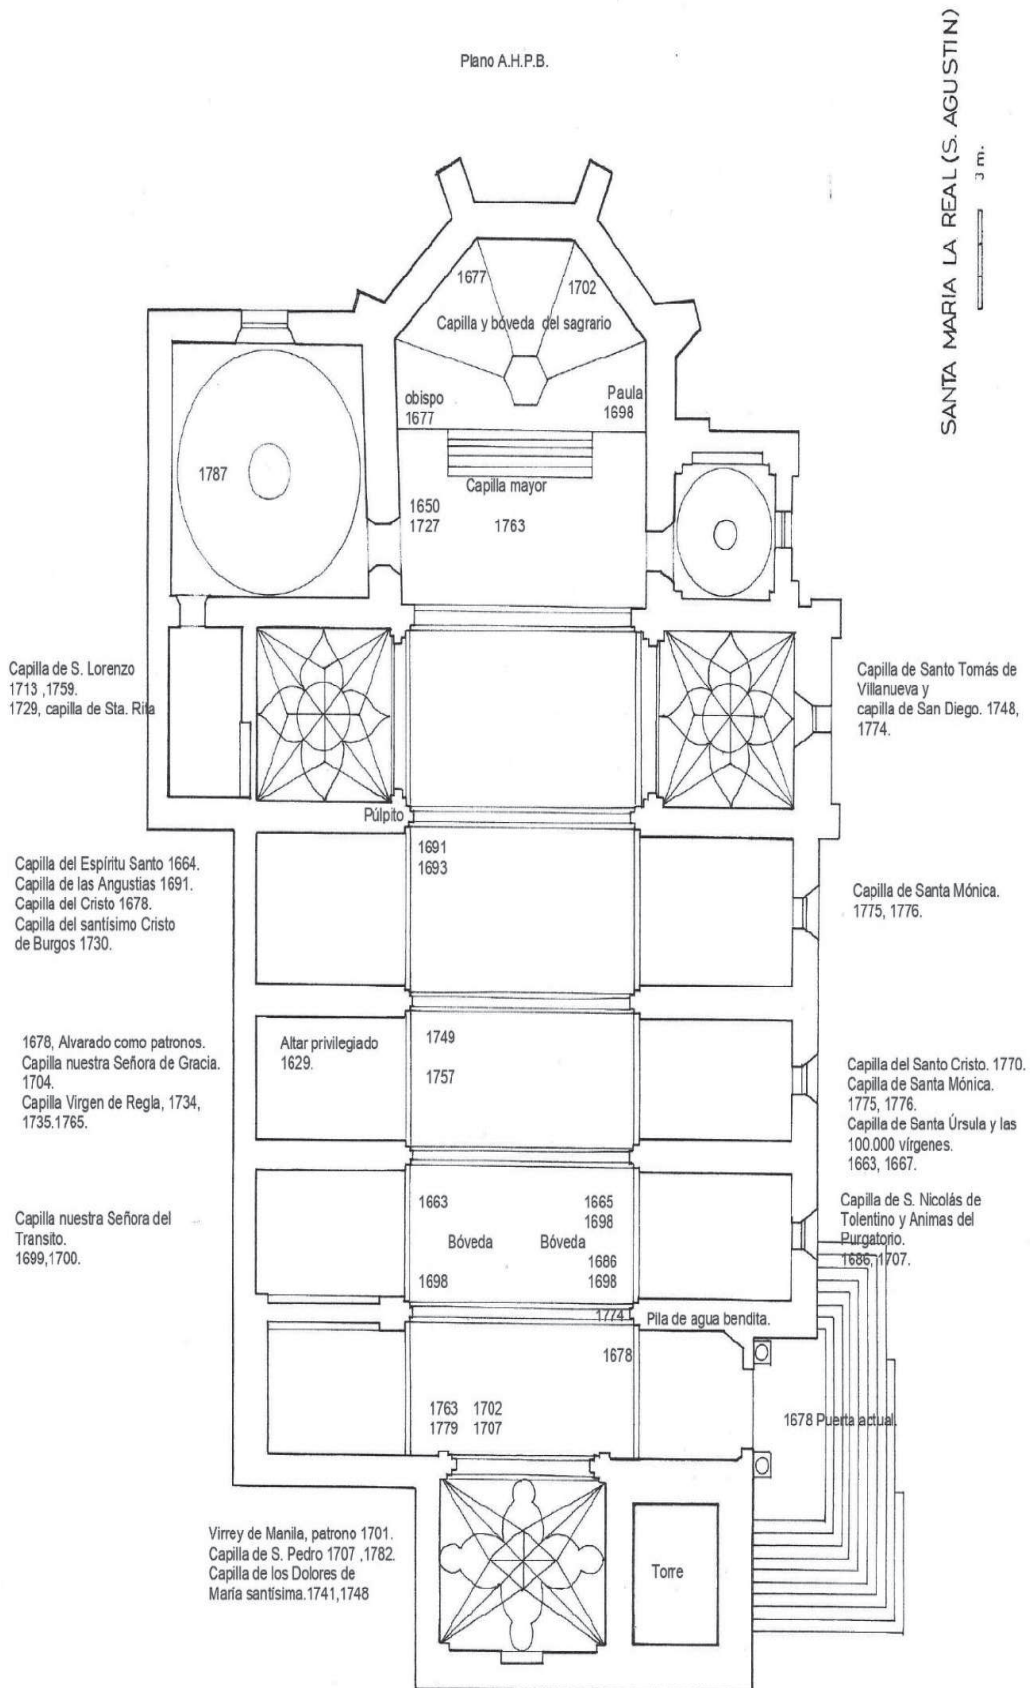 Plano A.H.P.B.
SANTA MARIA LA REAL (S. AGUSTIN)
3 m.
1677
1702
Capilla y bóveda del sagrario
obispo
1677
Paula
1698
1787
Capilla mayor
1650
1727
1763
Capilla de S. Lorenzo
1713 ,1759.
1729, capilla de Sta. Rita
Capilla de Santo Tomás de
Villanueva y
capilla de San Diego. 1748,
1774.
Púlpito
Capilla del Espíritu Santo 1664.
Capilla de las Angustias 1691.
Capilla del Cristo 1678.
Capilla del santísimo Cristo
de Burgos 1730.
1691
1693
Capilla de Santa Mónica.
1775, 1776.
1678, Alvarado como patronos.
Capilla nuestra Señora de Gracia.
1704.
Capilla Virgen de Regla, 1734,
1735.1765.
Altar privilegiado
1629.
1749
1757
Capilla del Santo Cristo. 1770.
Capilla de Santa Mónica.
1775, 1776.
Capilla de Santa Úrsula y las
100.000 vírgenes.
1663, 1667.
Capilla nuestra Señora del
Transito.
1699,1700.
1663
1665
1698
Bóveda
Bóveda
1686
1698
1698
Capilla de S. Nicolás de
Tolentino y Animas del
Purgatorio.
1686, 1707.
1774
Pila de agua bendita.
1678
1763 1702
1779 1707
1678 Puerta actual.
Virrey de Manila, patrono 1701.
Capilla de S. Pedro 1707 ,1782.
Capilla de los Dolores de
Maria santísima.1741,1748
Torre